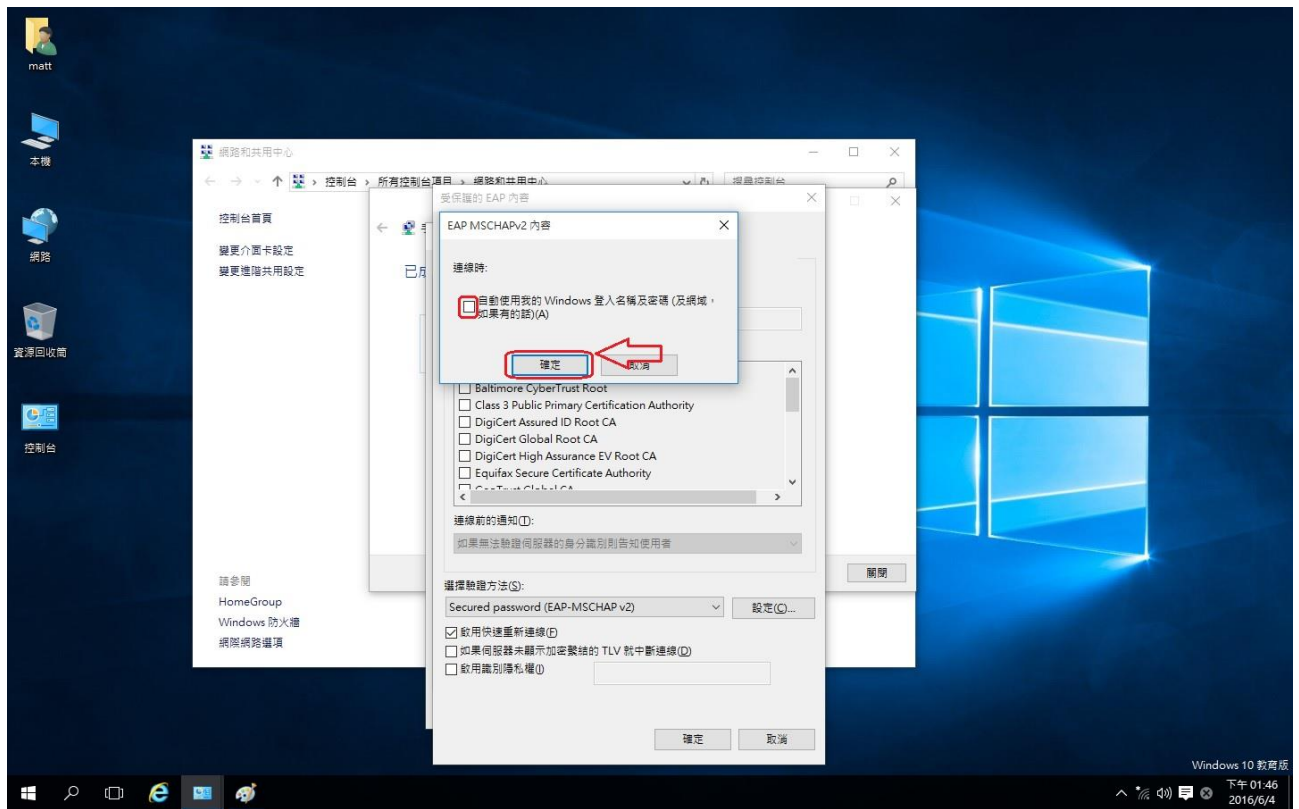 matt
本機
網路
資源回收筒
控制台
網路和共用中心
控制台 › 所有控制台項目 › 網路和共用中心
搜尋控制台
控制台首頁
變更介面卡設定
變更進階共用設定
請參閱
HomeGroup
Windows 防火牆
網際網路選項
關閉
受保護的 EAP 內容
EAP MSCHAPv2 內容
連線時:
自動使用我的 Windows 登入名稱及密碼 (及網域，
如果有的話)(A)
確定
取消
Baltimore CyberTrust Root
Class 3 Public Primary Certification Authority
DigiCert Assured ID Root CA
DigiCert Global Root CA
DigiCert High Assurance EV Root CA
Equifax Secure Certificate Authority
GeoTrust Global CA
連線前的通知(T):
如果無法驗證伺服器的身分識別則告知使用者
選擇驗證方法(S):
Secured password (EAP-MSCHAP v2)
設定(C)...
啟用快速重新連線(F)
如果伺服器未顯示加密繫結的 TLV 就中斷連線(D)
啟用識別隱私權(I)
確定
取消
Windows 10 教育版
下午 01:46
2016/6/4